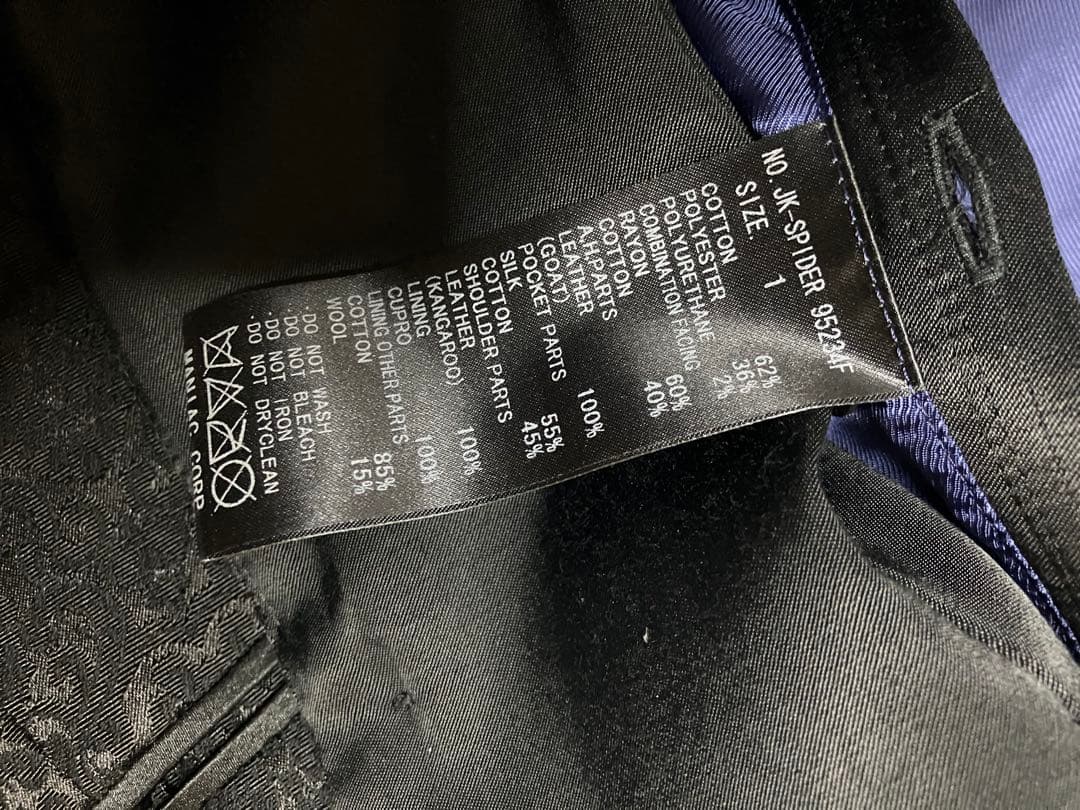 NO. JK-SPIDER 95234F
SIZE. 1
COTTON 62%
POLYESTER 36%
POLYURETHANE 2%
COMBINATION FACING
RAYON 60%
COTTON 40%
A.H.PARTS
LEATHER 100%
(GOAT)
POCKET PARTS
SILK 55%
COTTON 45%
SHOULDER PARTS
LEATHER 100%
(KANGAROO)
LINING
CUPRO 100%
LINING OTHER PARTS
COTTON 85%
WOOL 15%
·DO NOT WASH
·DO NOT BLEACH
·DO NOT IRON
·DO NOT DRYCLEAN
CORP